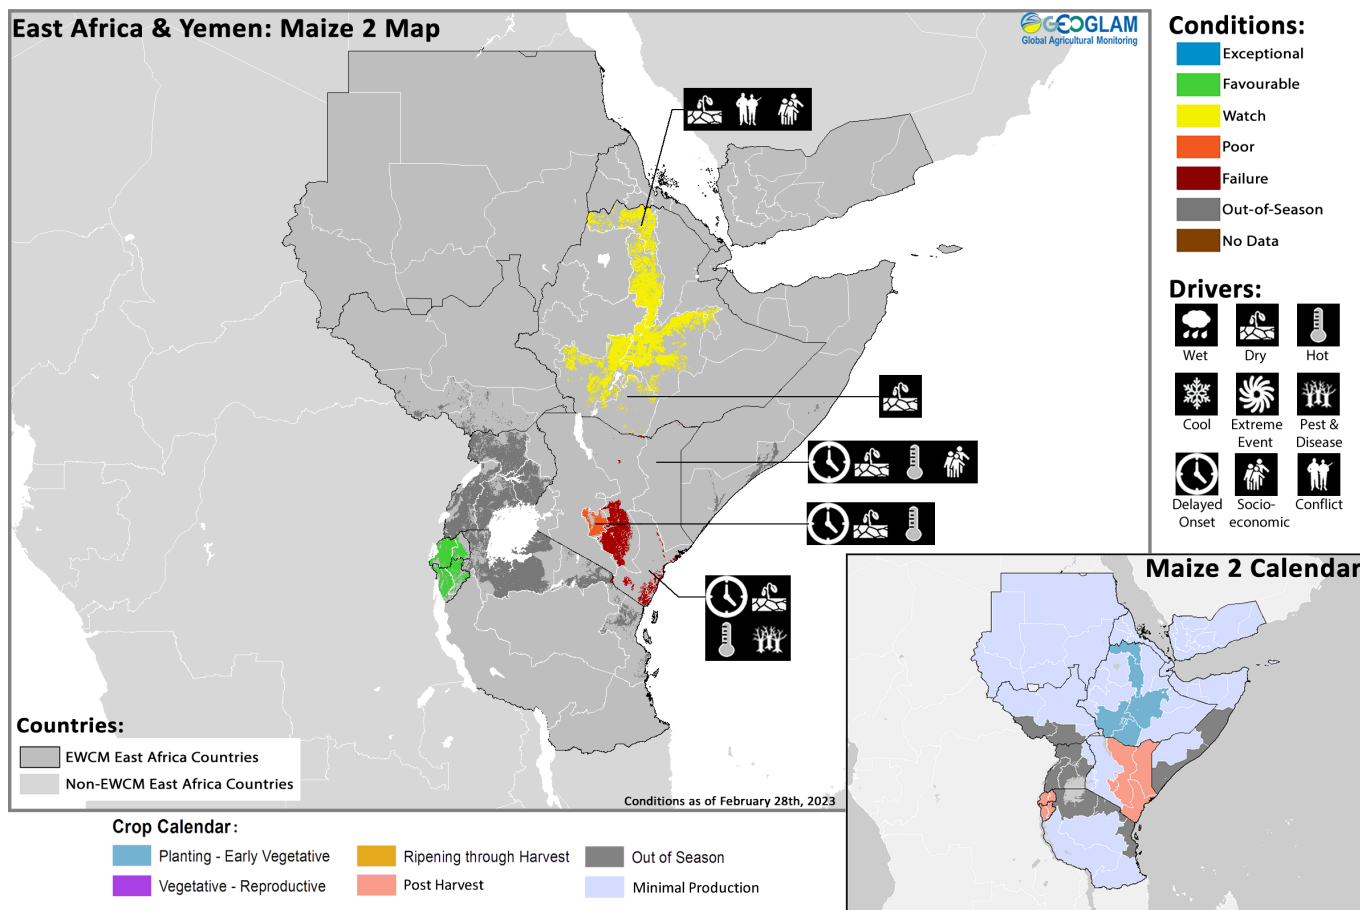 East Africa & Yemen: Maize 2 Map
GEOGLAM
Global Agricultural Monitoring
Conditions:
Exceptional
Favourable
Watch
Poor
Failure
Out-of-Season
No Data
Drivers:
Wet
Dry
Hot
Cool
Extreme
Event
Pest &
Disease
Delayed
Onset
Socio-
economic
Conflict
Maize 2 Calendar
Countries:
EWCM East Africa Countries
Non-EWCM East Africa Countries
Conditions as of February 28th, 2023
Crop Calendar:
Planting - Early Vegetative
Ripening through Harvest
Out of Season
Vegetative - Reproductive
Post Harvest
Minimal Production